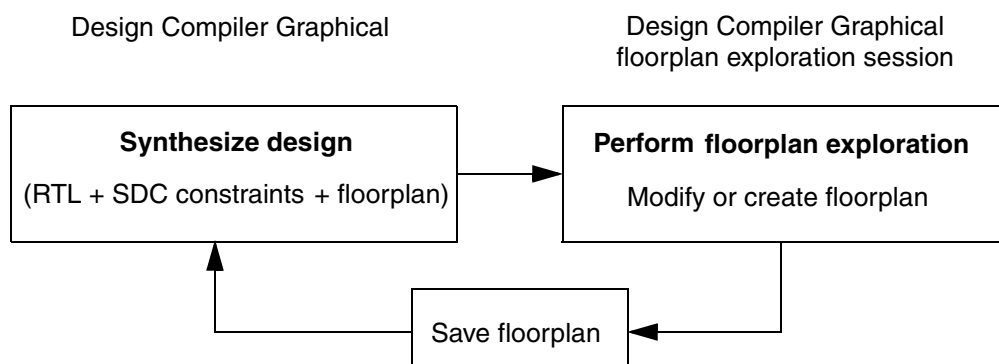 Design Compiler Graphical
Design Compiler Graphical
floorplan exploration session
Synthesize design
(RTL + SDC constraints + floorplan)
Perform floorplan exploration
Modify or create floorplan
Save floorplan